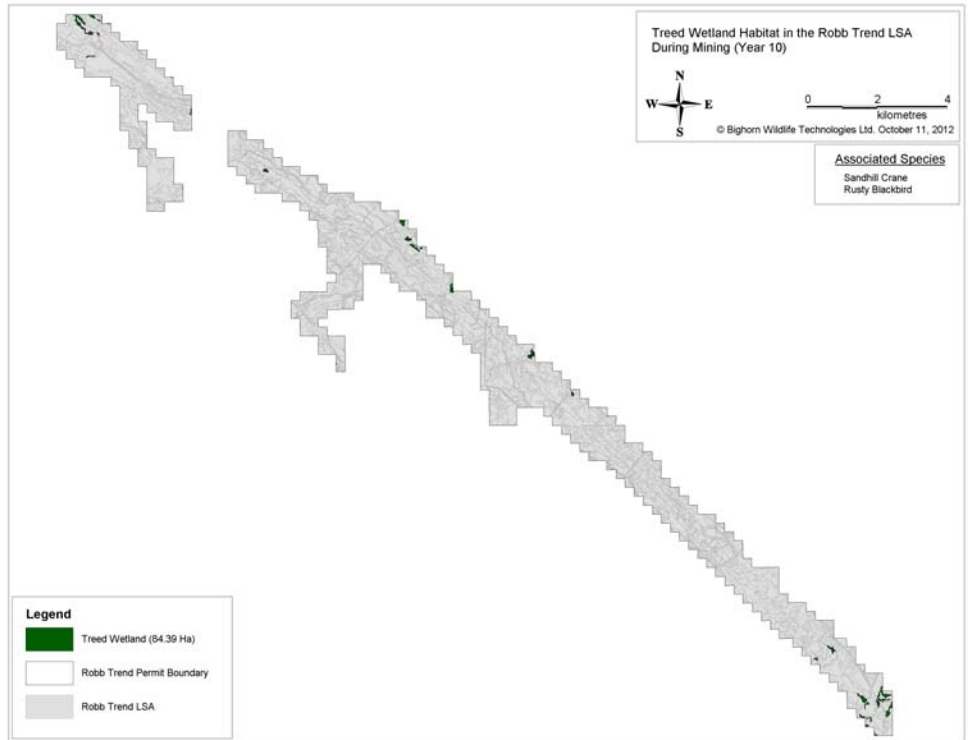 Treed Wetland Habitat in the Robb Trend LSA
During Mining (Year 10)
N
W E
S
0 2 4
kilometres
© Bighorn Wildlife Technologies Ltd. October 11, 2012
Associated Species
Sandhill Crane
Rusty Blackbird
Legend
Treed Wetland (84.39 Ha)
Robb Trend Permit Boundary
Robb Trend LSA